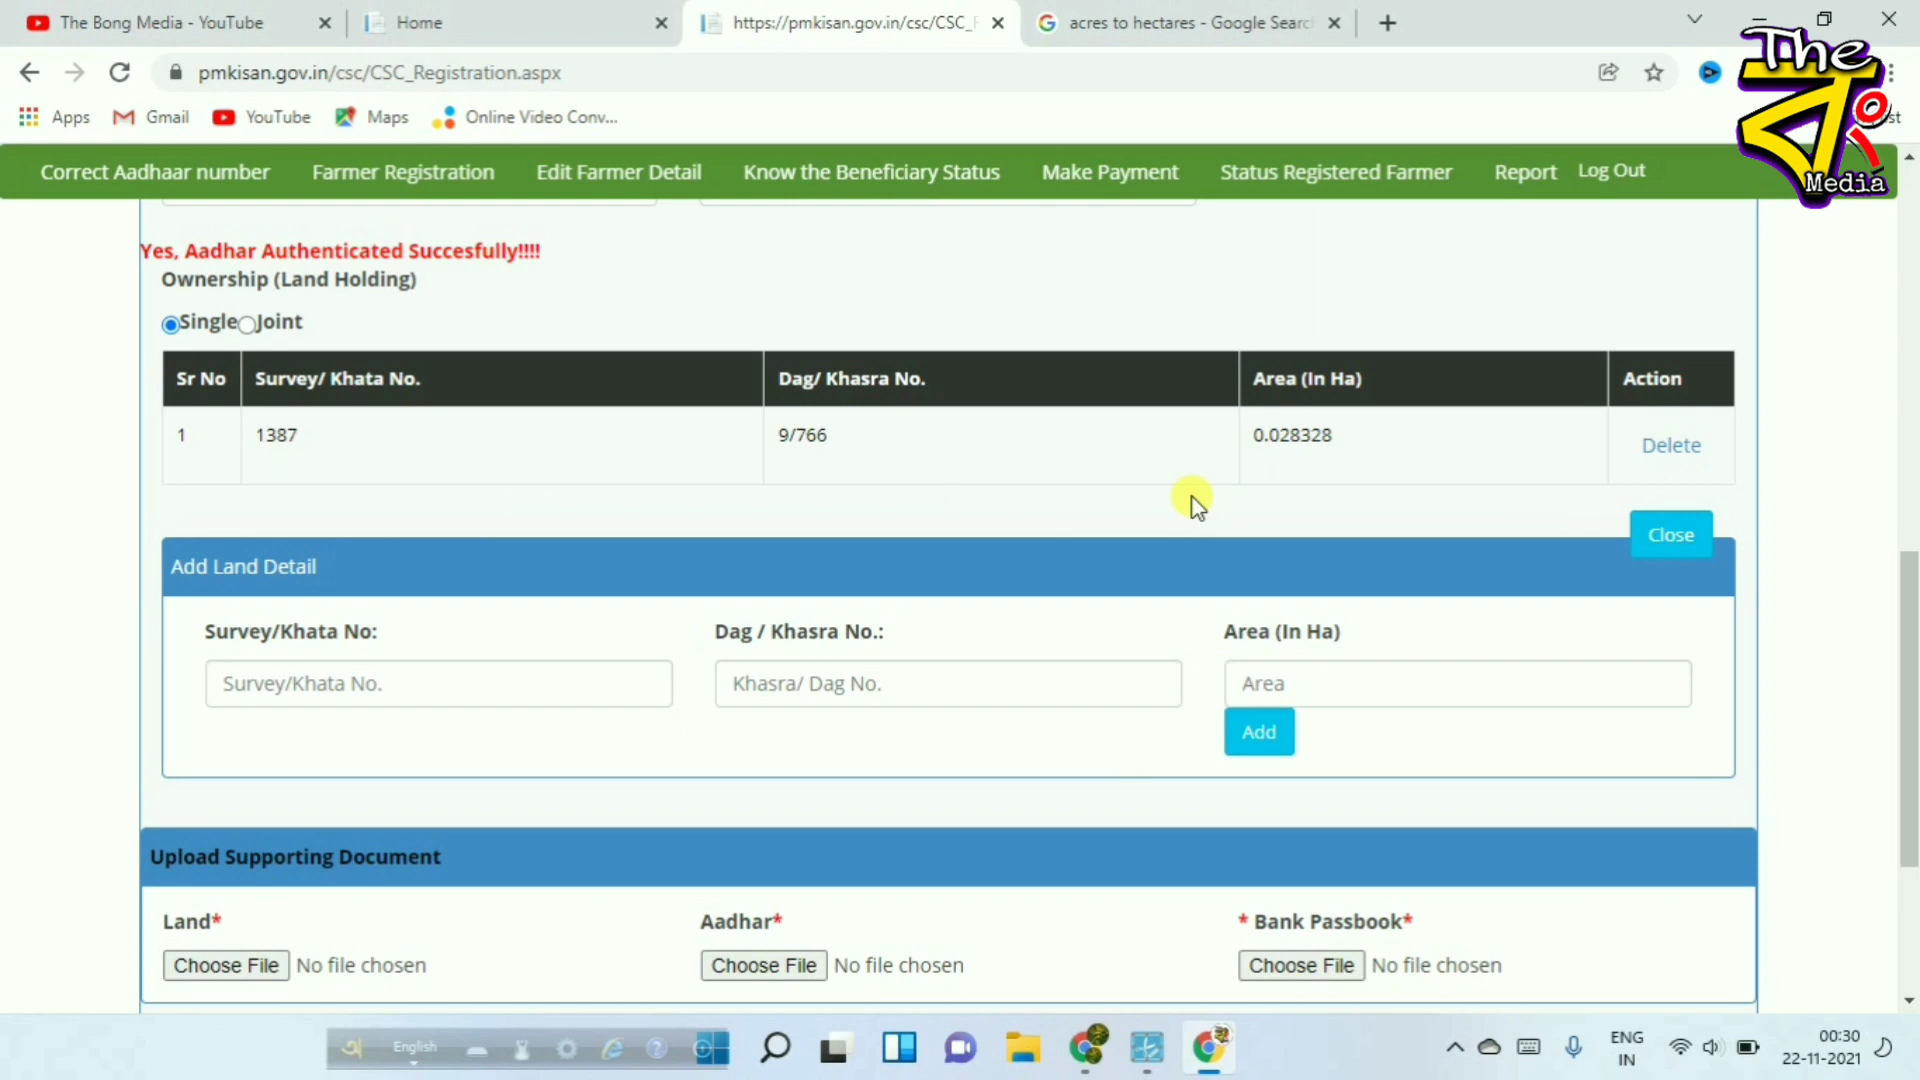 The Bong Media - YouTube
Home
https://pmkisan.gov.in/csc/CSC_F
acres to hectares - Google Searc
pmkisan.gov.in/csc/CSC_Registration.aspx
Apps
Gmail
YouTube
Maps
Online Video Conv...
The
Media
Correct Aadhaar number
Farmer Registration
Edit Farmer Detail
Know the Beneficiary Status
Make Payment
Status Registered Farmer
Report
Log Out
Yes, Aadhar Authenticated Succesfully!!!!
Ownership (Land Holding)
Single Joint
Sr No Survey/ Khata No. Dag/ Khasra No. Area (In Ha) Action
1 1387 9/766 0.028328 Delete
Close
Add Land Detail
Survey/Khata No: Dag / Khasra No.: Area (In Ha)
Survey/Khata No. Khasra/ Dag No. Area
Add
Upload Supporting Document
Land* Aadhar* * Bank Passbook*
Choose File No file chosen Choose File No file chosen Choose File No file chosen
English
ENG
IN
00:30
22-11-2021